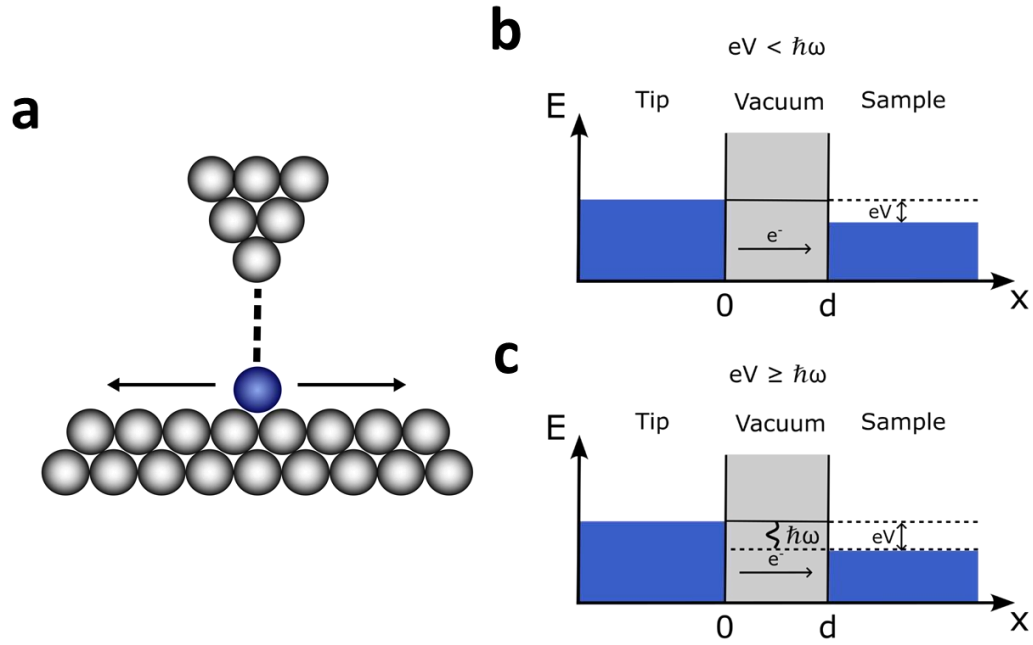 a
b
eV < ℏω
E
Tip
Vacuum
Sample
eV
e⁻
0
d
x
c
eV ≥ ℏω
E
Tip
Vacuum
Sample
ℏω
eV
e⁻
0
d
x